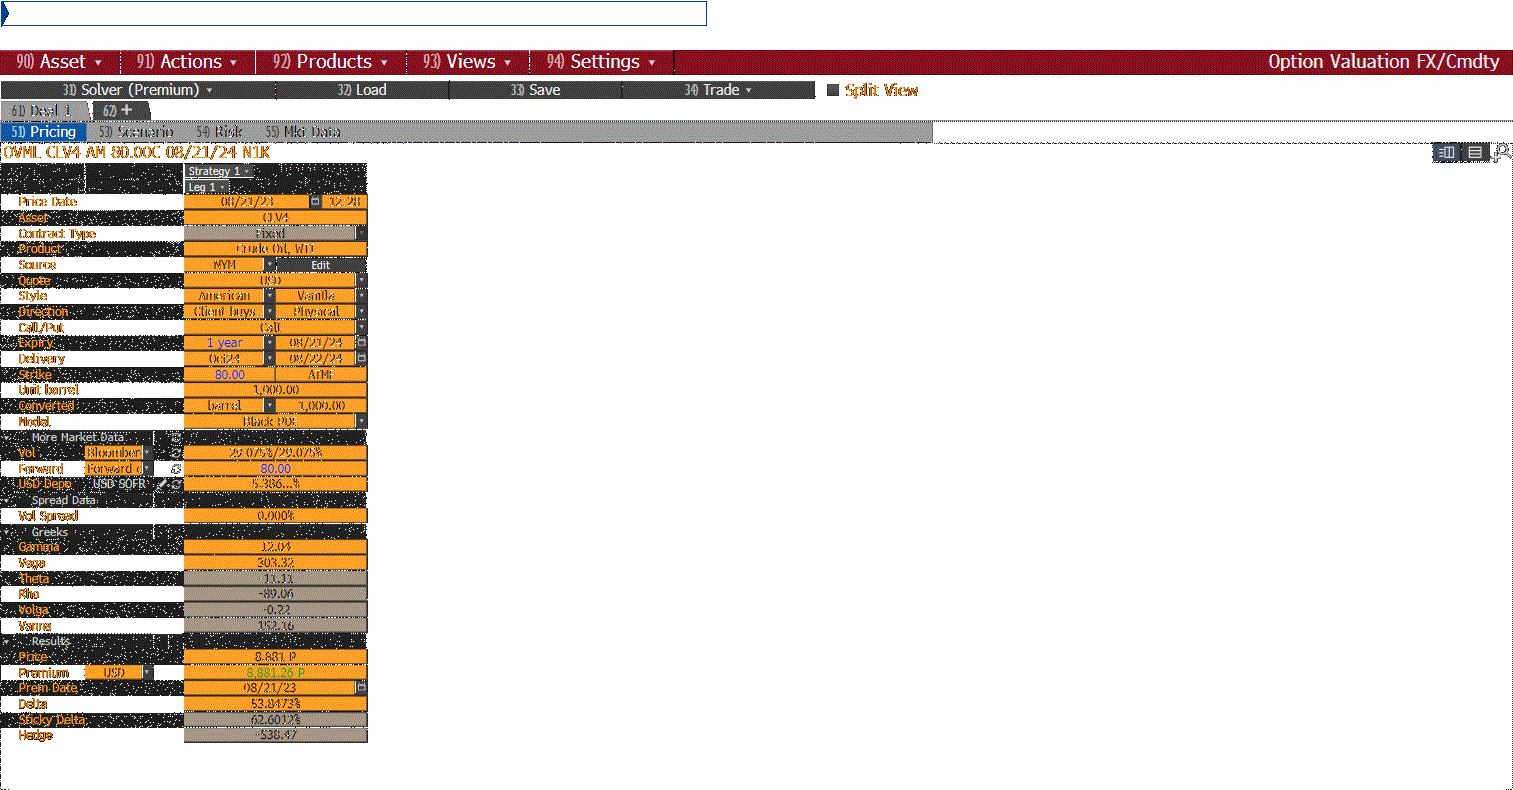 90) Asset 91) Actions 92) Products 93) Views 94) Settings Option Valuation FX/Cmdty
31) Solver (Premium) 32) Load 33) Save 34) Trade Split View
61) Deal 1 62) +
51) Pricing 53) Scenario 54) Risk 55) Mkt Data
OVML CLV4 AM 80.00C 08/21/24 N1K
Strategy 1
Leg 1
Price Date 08/21/23 12:28
Asset CLV4
Contract Type Fixed
Product Crude Oil, WTI
Source NYM Edit
Quote USD
Style American Vanilla
Direction Client buys Physical
Call/Put Call
Expiry 1 year 08/21/24
Delivery Oct24 08/22/24
Strike 80.00 ATMF
Unit barrel 1,000.00
Converted barrel 1,000.00
Model Black PDE
More Market Data
Vol Bloomber 29.075%/29.075%
Forward Forward c 80.00
USD Depo USD SOFR 5.386...%
Spread Data
Vol Spread 0.000%
Greeks
Gamma 12.04
Vega 303.32
Theta -11.11
Rho -89.06
Volga -0.22
Vanna 152.16
Results
Price 8.881 P
Premium USD 8,881.26 P
Prem Date 08/21/23
Delta 53.8473%
Sticky Delta 62.6012%
Hedge -538.47